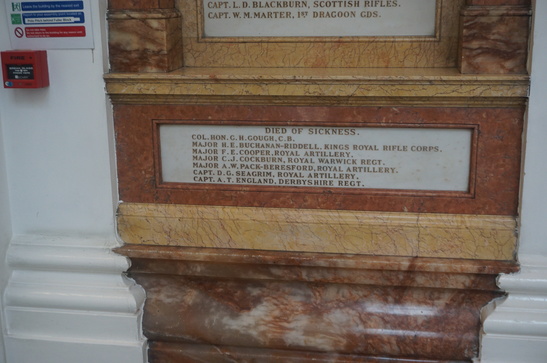 CAPT. L. D. BLACKBURN, SCOTTISH RIFLES.
CAPT. W. M. MARTER, 1ST DRAGOON GDS.
DIED OF SICKNESS.
COL. HON. G. H. GOUGH, C.B.
MAJOR H. E. BUCHANAN-RIDDELL, KINGS ROYAL RIFLE CORPS.
MAJOR F. E. COOPER, ROYAL ARTILLERY.
MAJOR C. J. COCKBURN, ROYAL WARWICK REGT.
MAJOR A. W. PACK-BERESFORD, ROYAL ARTILLERY.
CAPT. D. G. SEAGRIM, ROYAL ARTILLERY.
CAPT. A. T. ENGLAND, DERBYSHIRE REGT.